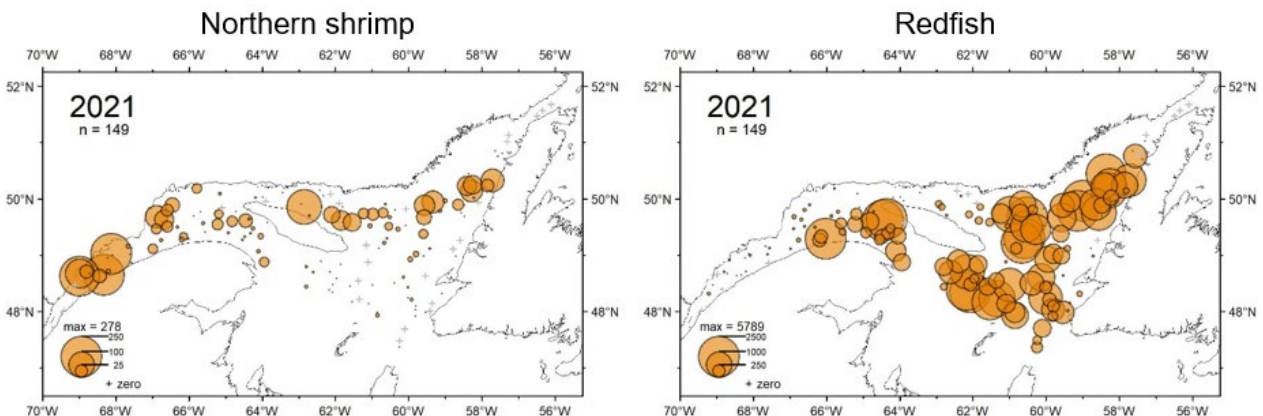 Northern shrimp
70°W 68°W 66°W 64°W 62°W 60°W 58°W 56°W
52°N 52°N
2021
n = 149
50°N 50°N
48°N 48°N
max = 278
250
100
25
+ zero
70°W 68°W 66°W 64°W 62°W 60°W 58°W 56°W
Redfish
70°W 68°W 66°W 64°W 62°W 60°W 58°W 56°W
52°N 52°N
2021
n = 149
50°N 50°N
48°N 48°N
max = 5789
2500
1000
250
+ zero
70°W 68°W 66°W 64°W 62°W 60°W 58°W 56°W